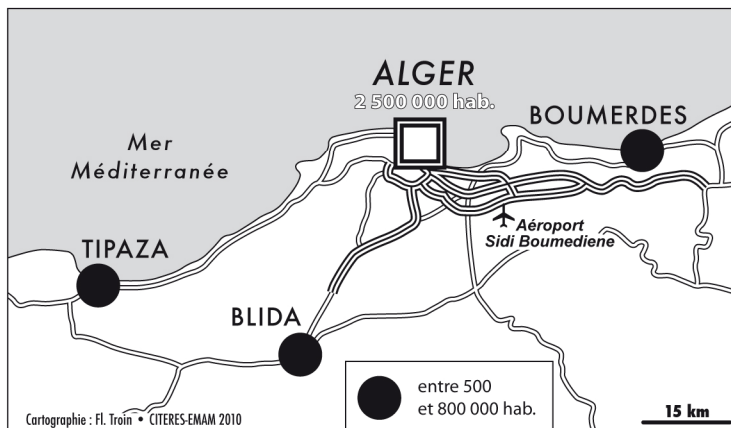 ALGER
2 500 000 hab.
BOUMERDES
Mer
Méditerranée
Aéroport
Sidi Boumediene
TIPAZA
BLIDA
entre 500
et 800 000 hab.
15 km
Cartographie : Fl. Troin • CITERES-EMAM 2010